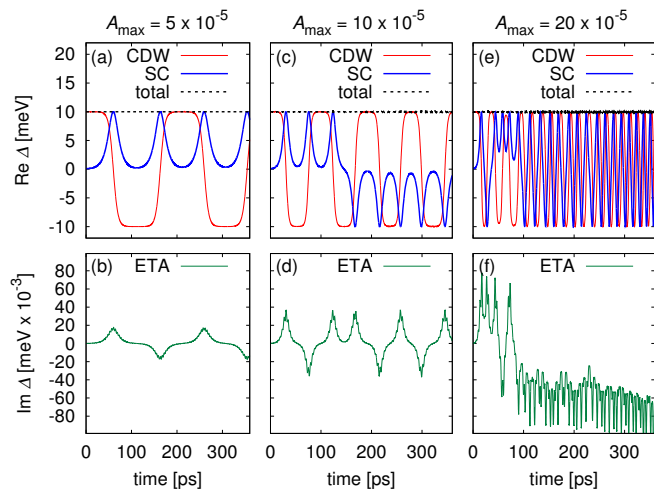 A_max = 5 x 10^-5
A_max = 10 x 10^-5
A_max = 20 x 10^-5
(a) CDW
SC
total
(c) CDW
SC
total
(e) CDW
SC
total
Re Δ [meV]
20
15
10
5
0
-5
-10
(b) ETA
(d) ETA
(f) ETA
Im Δ [meV x 10^-3]
80
60
40
20
0
-20
-40
-60
-80
0 100 200 300
0 100 200 300
0 100 200 300
time [ps]
time [ps]
time [ps]